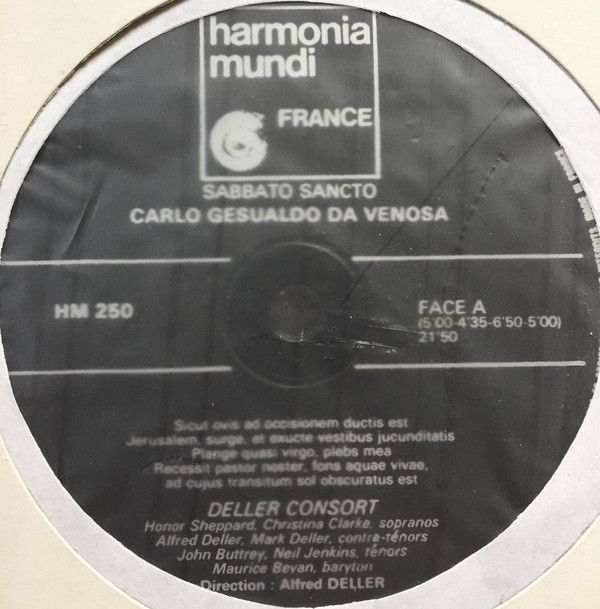 harmonia
mundi
FRANCE
SABBATO SANCTO
CARLO GESUALDO DA VENOSA
HM 250
FACE A
(5'00-4'35-6'50-5'00)
21'50
Sicut ovis ad occisionem ductis est
Jerusalem, surge, et exucte vestibus jucunditatis
Plange quasi virgo, plebs mea
Recessit pastor noster, fons aquae vivae,
ad cujus transitum sol obscuratus est
DELLER CONSORT
Honor Sheppard, Christina Clarke, sopranos
Alfred Deller, Mark Deller, contre-ténors
John Buttrey, Neil Jenkins, ténors
Maurice Bevan, baryton
Direction : Alfred DELLER